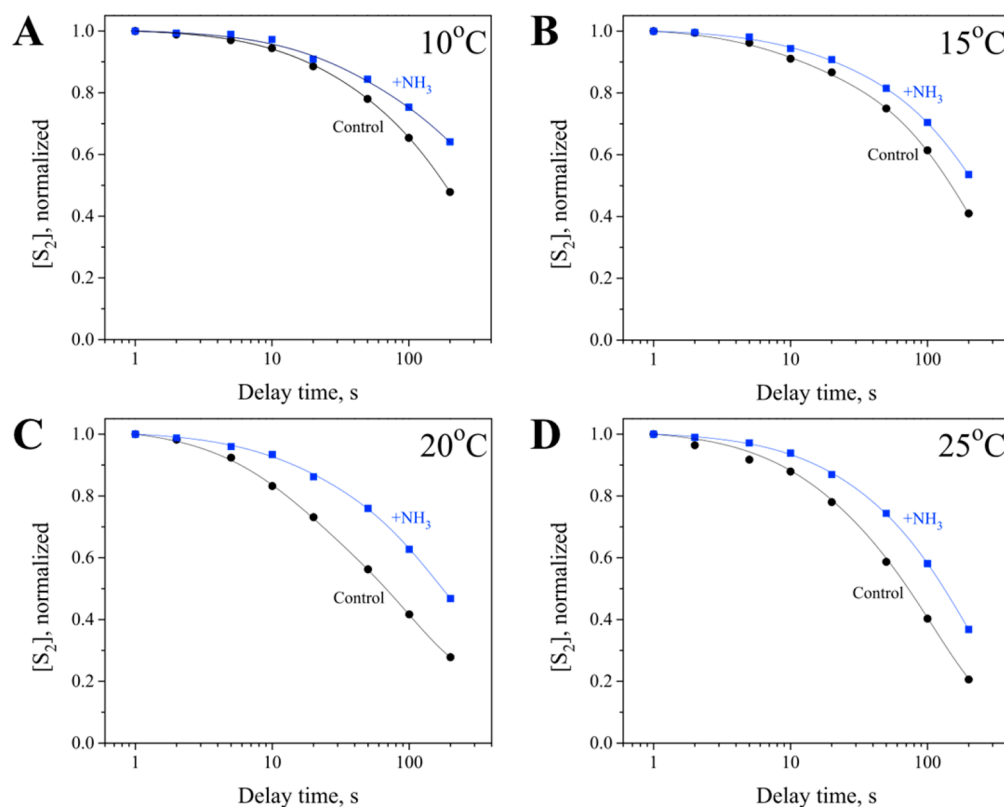 A
10°C
1.0
0.8
0.6
0.4
0.2
0.0
[S₂], normalized
+NH₃
Control
1
10
100
Delay time, s
B
15°C
1.0
0.8
0.6
0.4
0.2
0.0
[S₂], normalized
+NH₃
Control
1
10
100
Delay time, s
C
20°C
1.0
0.8
0.6
0.4
0.2
0.0
[S₂], normalized
+NH₃
Control
1
10
100
Delay time, s
D
25°C
1.0
0.8
0.6
0.4
0.2
0.0
[S₂], normalized
+NH₃
Control
1
10
100
Delay time, s